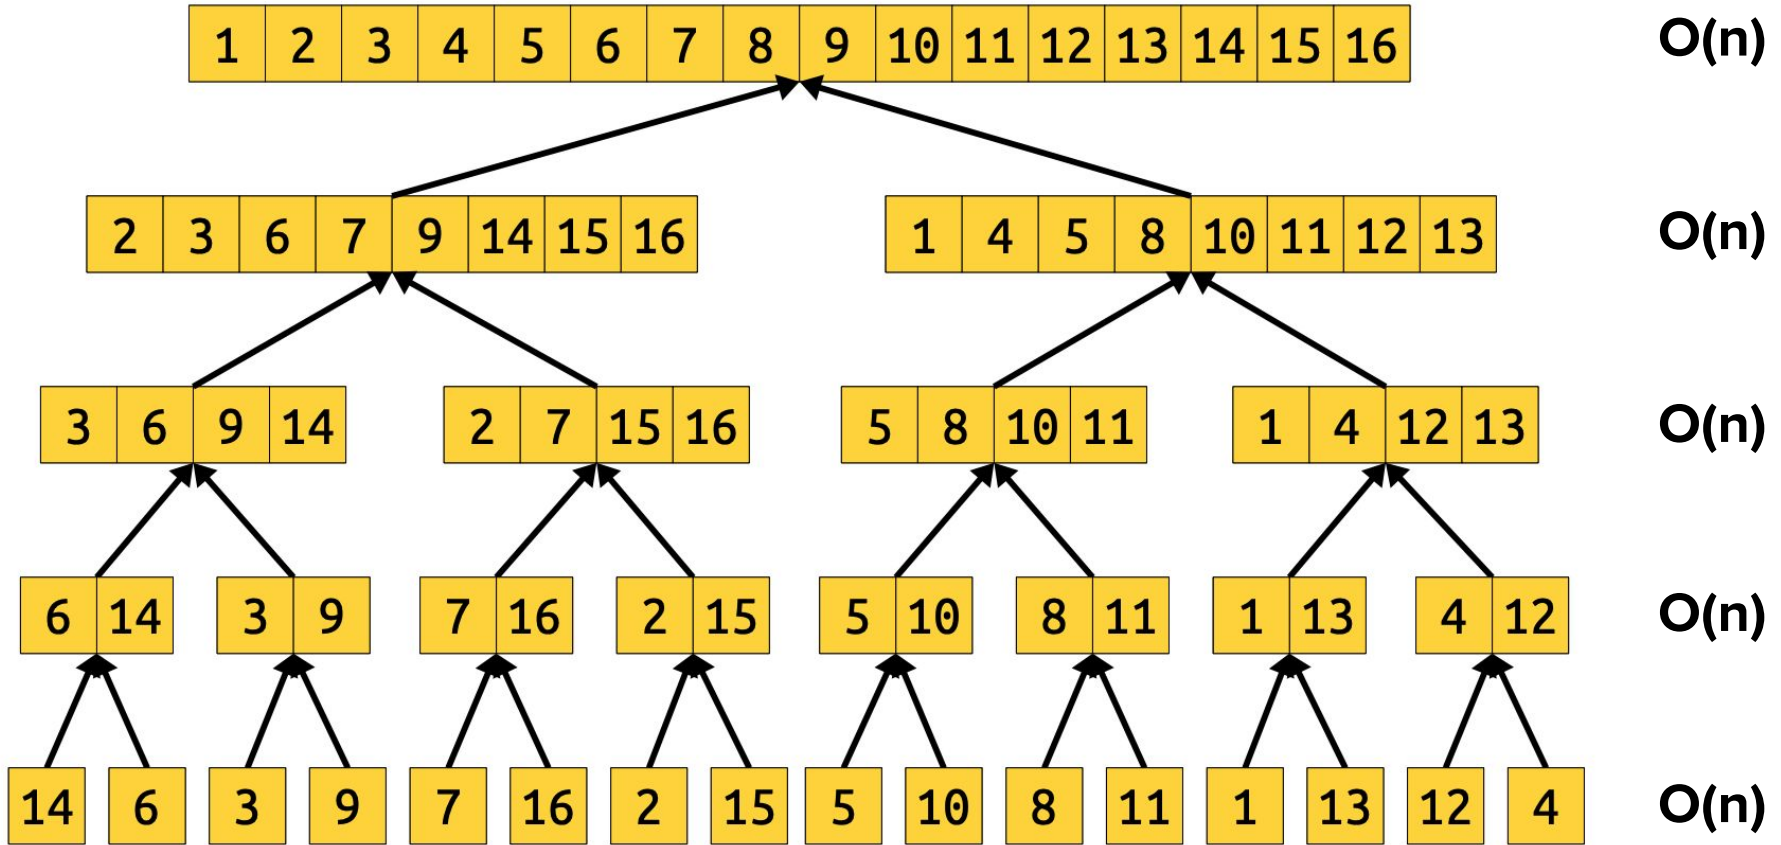 1 2 3 4 5 6 7 8 9 10 11 12 13 14 15 16 O(n)
2 3 6 7 9 14 15 16 1 4 5 8 10 11 12 13 O(n)
3 6 9 14 2 7 15 16 5 8 10 11 1 4 12 13 O(n)
6 14 3 9 7 16 2 15 5 10 8 11 1 13 4 12 O(n)
14 6 3 9 7 16 2 15 5 10 8 11 1 13 12 4 O(n)